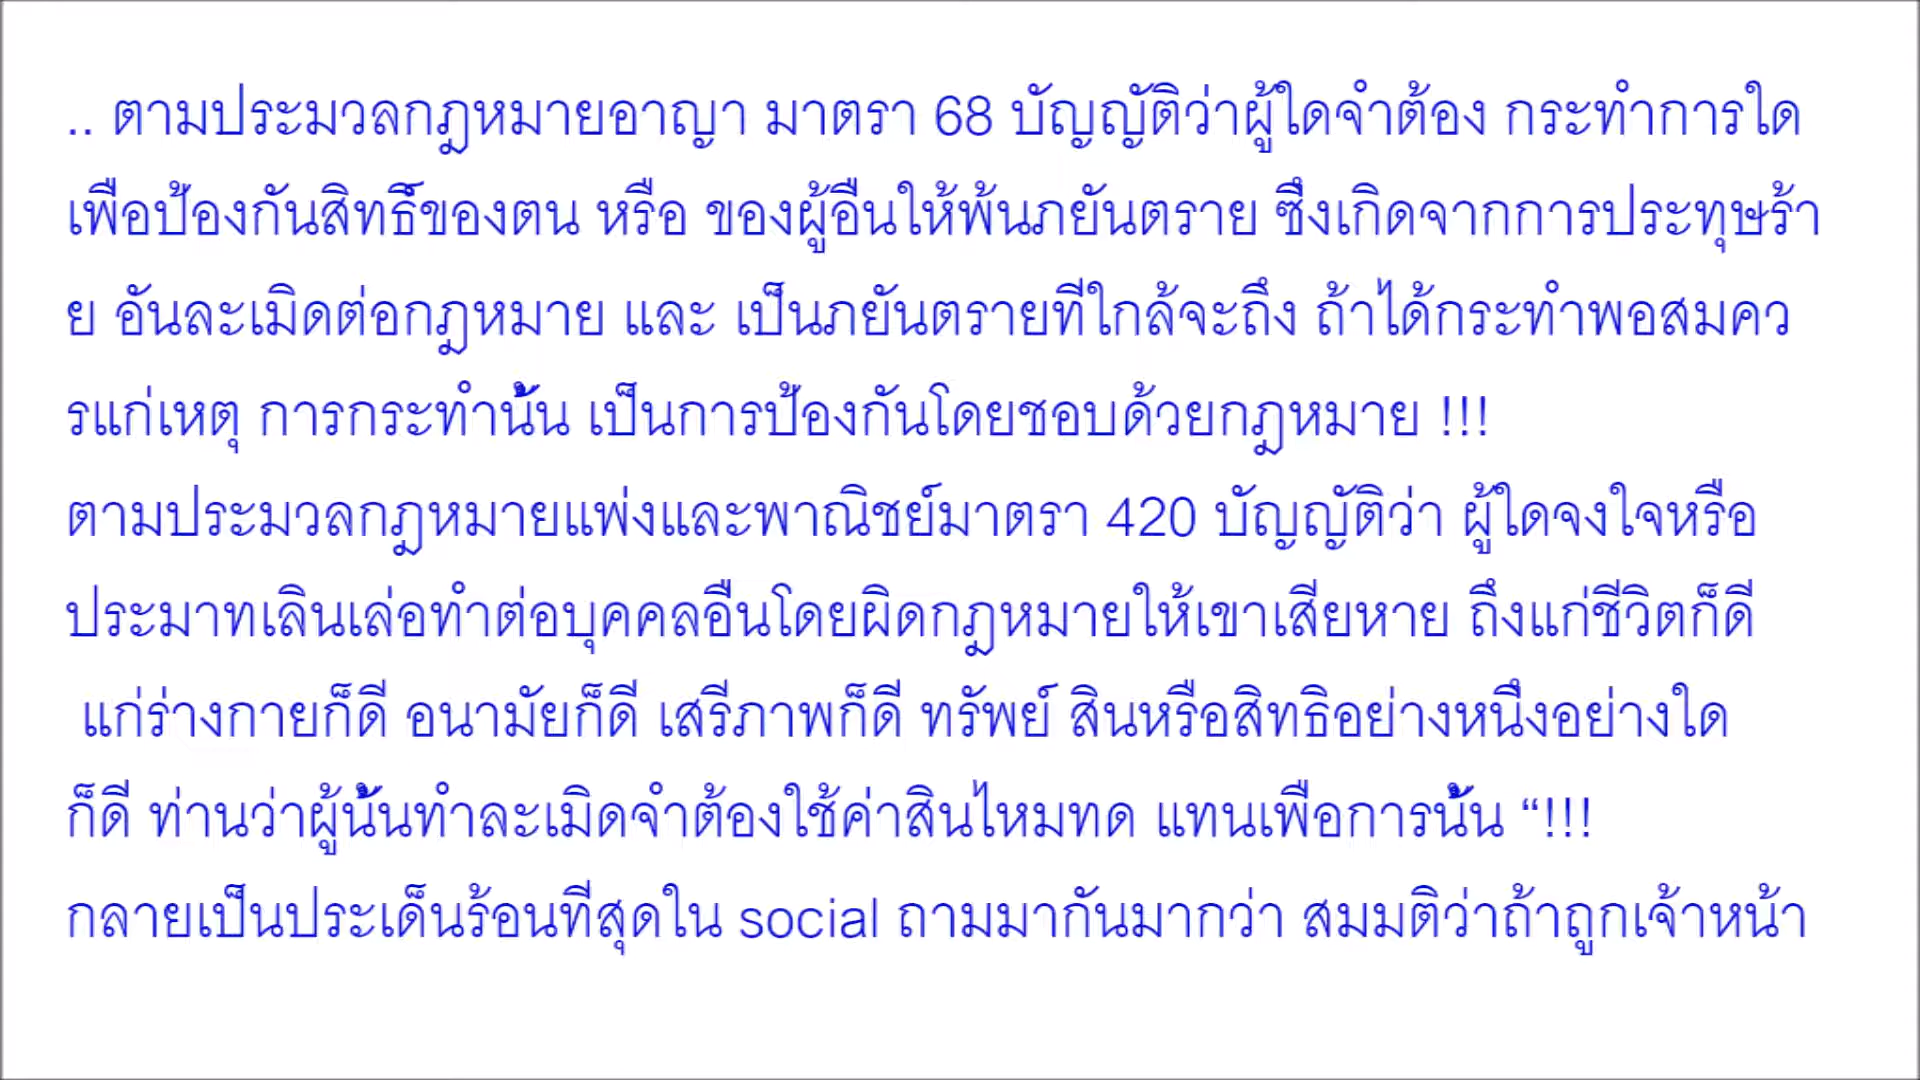 .. ตามประมวลกฎหมายอาญา มาตรา 68 บัญญัติว่าผู้ใดจำต้อง กระทำการใด
เพื่อป้องกันสิทธิ์ของตน หรือ ของผู้อื่นให้พ้นภยันตราย ซึ่งเกิดจากการประทุษร้า
ย อันละเมิดต่อกฎหมาย และ เป็นภยันตรายที่ใกล้จะถึง ถ้าได้กระทำพอสมคว
รแก่เหตุ การกระทำนั้น เป็นการป้องกันโดยชอบด้วยกฎหมาย !!!
ตามประมวลกฎหมายแพ่งและพาณิชย์มาตรา 420 บัญญัติว่า ผู้ใดจงใจหรือ
ประมาทเลินเล่อทำต่อบุคคลอื่นโดยผิดกฎหมายให้เขาเสียหาย ถึงแก่ชีวิตก็ดี
แก่ร่างกายก็ดี อนามัยก็ดี เสรีภาพก็ดี ทรัพย์ สินหรือสิทธิอย่างหนึ่งอย่างใด
ก็ดี ท่านว่าผู้นั้นทำละเมิดจำต้องใช้ค่าสินไหมทด แทนเพื่อการนั้น “!!!
กลายเป็นประเด็นร้อนที่สุดใน social ถามมากันมากว่า สมมติว่าถ้าถูกเจ้าหน้า